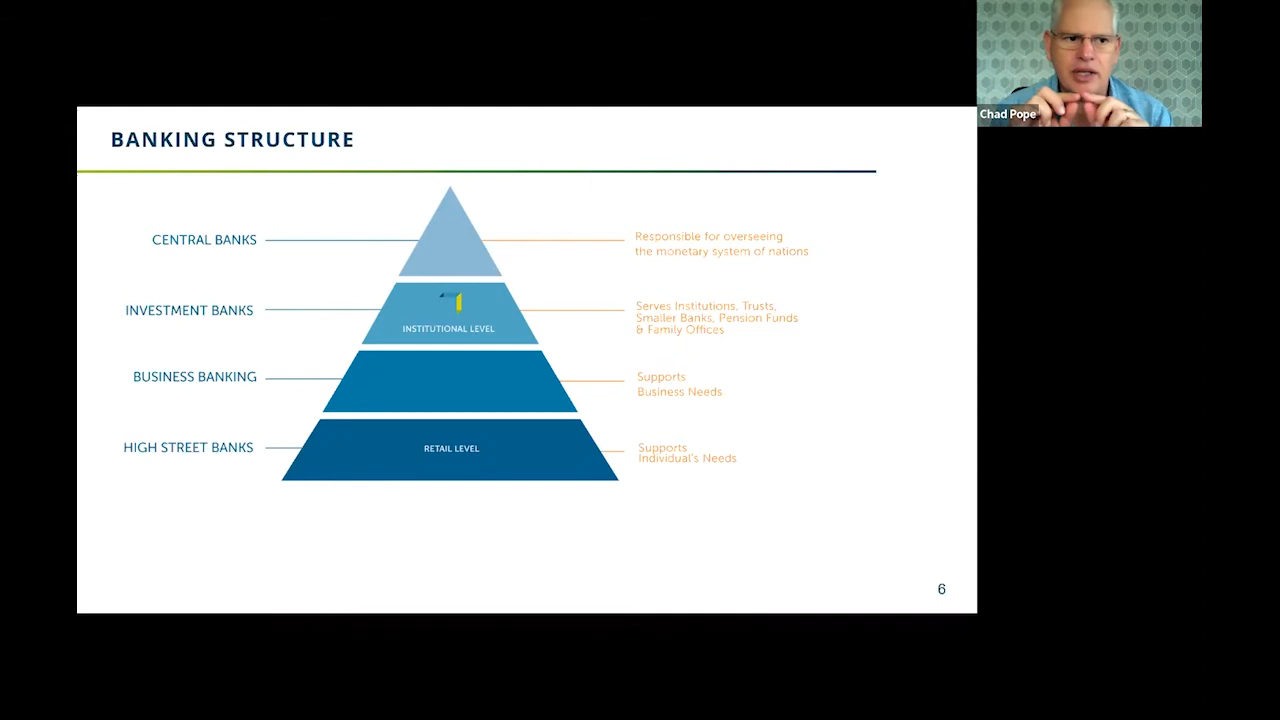 Chad Pope
BANKING STRUCTURE
CENTRAL BANKS
Responsible for overseeing
the monetary system of nations
INVESTMENT BANKS
INSTITUTIONAL LEVEL
Serves Institutions, Trusts,
Smaller Banks, Pension Funds
& Family Offices
BUSINESS BANKING
Supports
Business Needs
HIGH STREET BANKS
RETAIL LEVEL
Supports
Individual's Needs
6